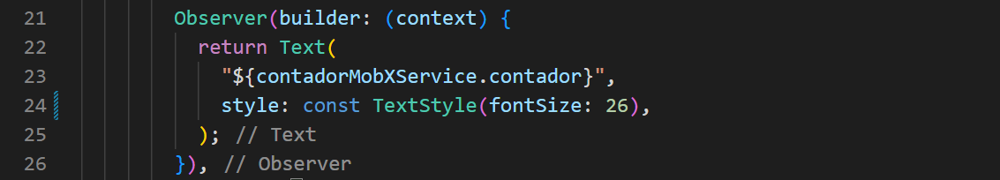 21 Observer(builder: (context) {
22 return Text(
23 "${contadorMobXService.contador}",
24 style: const TextStyle(fontSize: 26),
25 ); // Text
26 }), // Observer